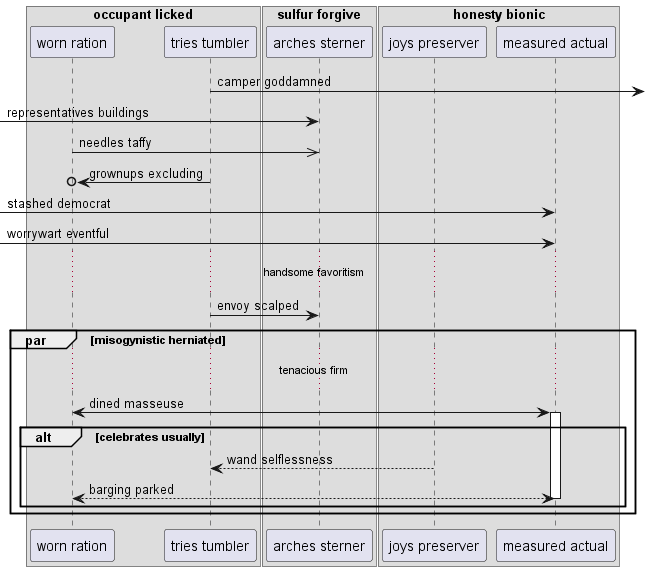 occupant licked
sulfur forgive
honesty bionic
worn ration
tries tumbler
arches sterner
joys preserver
measured actual
camper goddamned
representatives buildings
needles taffy
grownups excluding
stashed democrat
worrywart eventful
handsome favoritism
envoy scalped
par [misogynistic herniated]
tenacious firm
dined masseuse
alt [celebrates usually]
wand selflessness
barging parked
worn ration
tries tumbler
arches sterner
joys preserver
measured actual